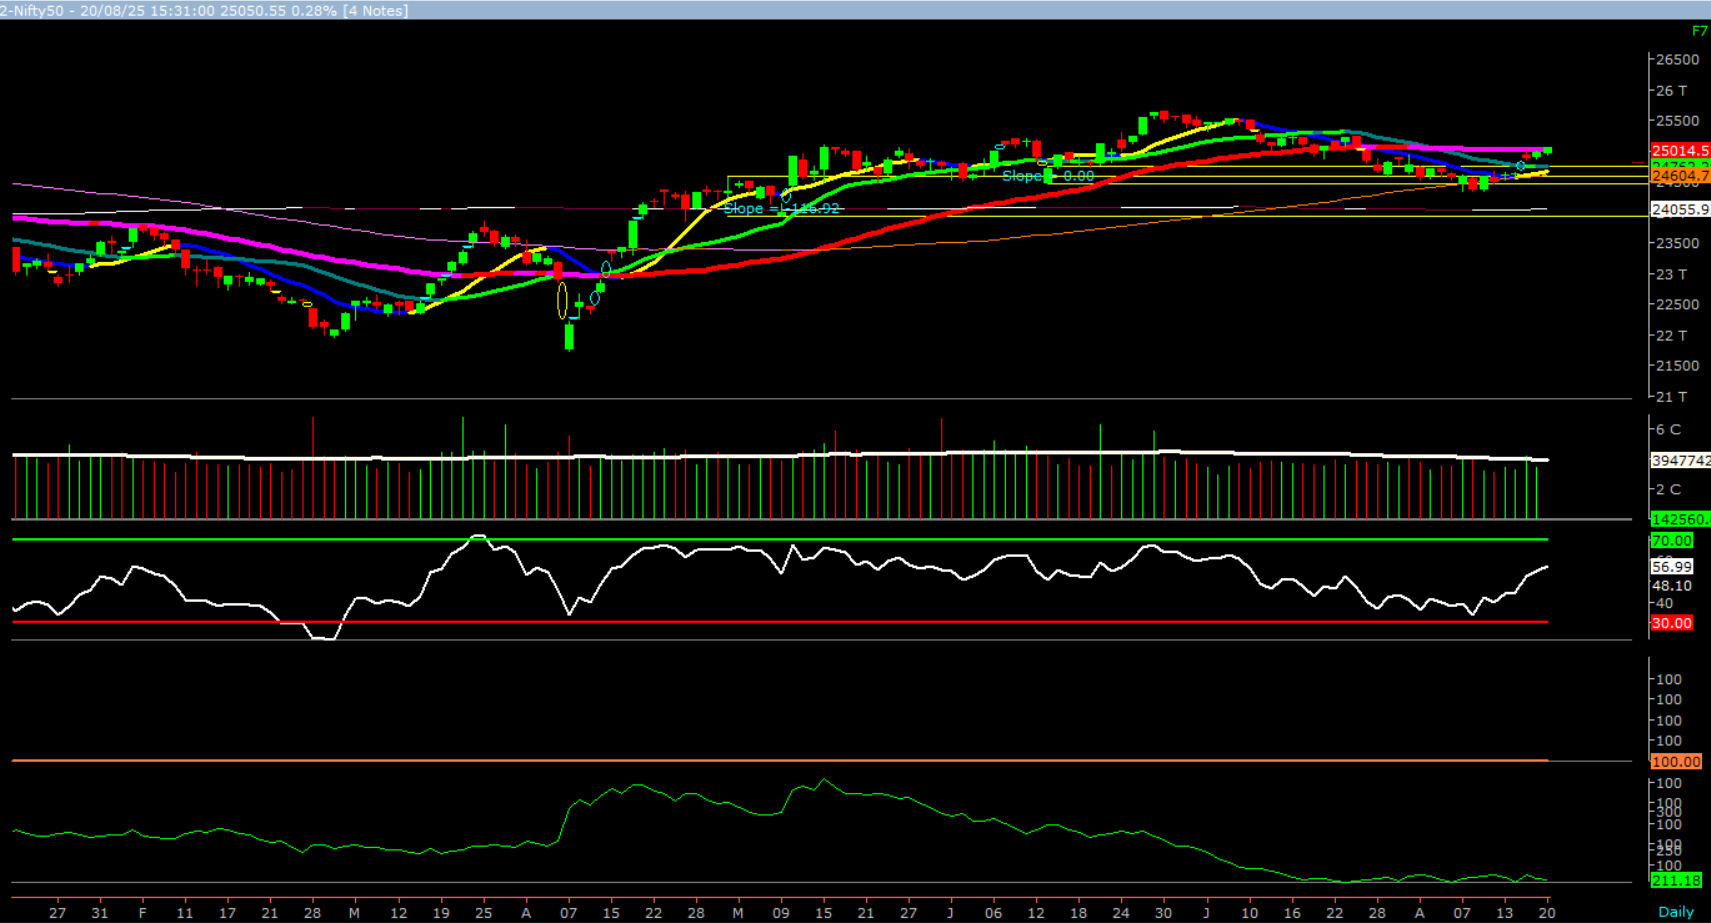 2-Nifty50 - 20/08/25 15:31:00 25050.55 0.28% [4 Notes]
F7
26500
26 T
25500
25014.5
24604.7
24055.9
23500
23 T
22500
22 T
21500
21 T
Slope = -116.92
Slope = 0.00
6 C
3947742
2 C
142560.
70.00
56.99
48.10
40
30.00
100
100
100
100
100.00
100
100
300
100
100
250
100
211.18
27 31 F 11 17 21 28 M 12 19 25 A 07 15 22 28 M 09 15 21 27 J 06 12 18 24 30 J 10 16 22 28 A 07 13 20
Daily